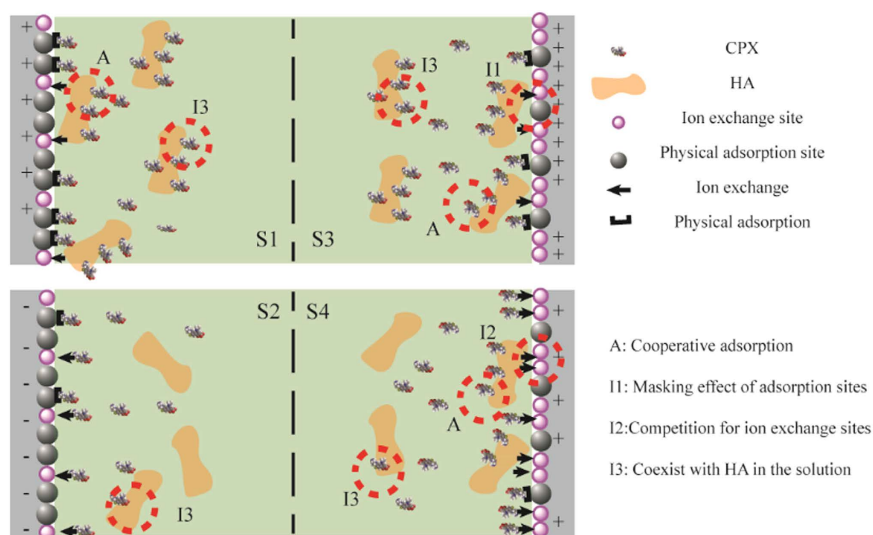 A
I3
I3
I1
A
S1
S3
CPX
HA
Ion exchange site
Physical adsorption site
Ion exchange
Physical adsorption
S2
S4
I2
A
I3
I3
A: Cooperative adsorption
I1: Masking effect of adsorption sites
I2:Competition for ion exchange sites
I3: Coexist with HA in the solution